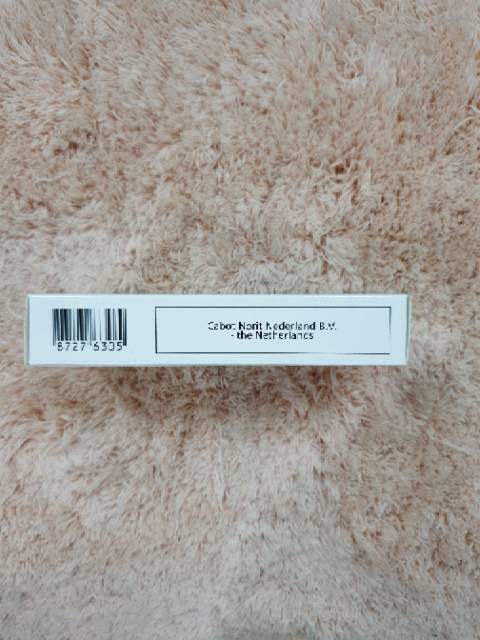 8727 6305
Cabot Norit Nederland B.V.
- the Netherlands